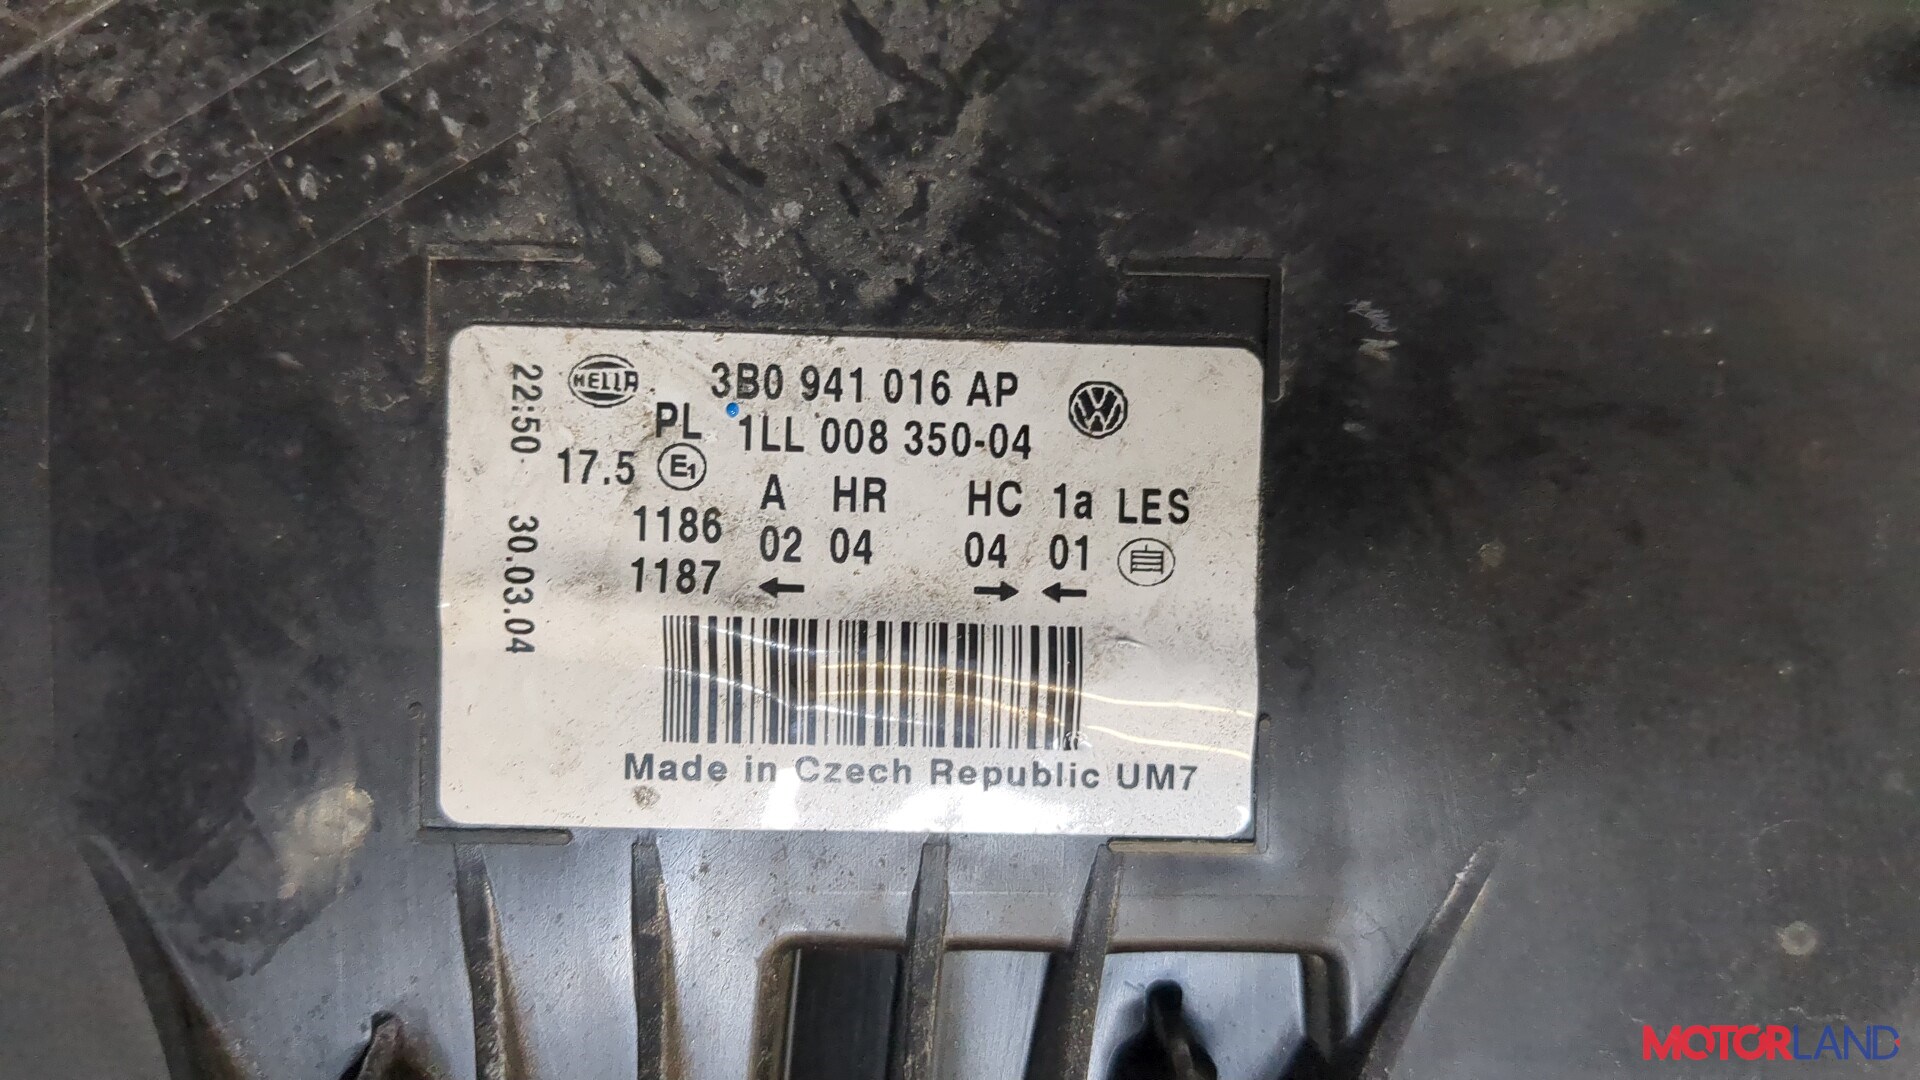 S
E
HELLA
3B0 941 016 AP
PL 1LL 008 350-04
17.5 E1
A HR HC 1a LES
1186 02 04 04 01
1187 ← → ←
22:50 30.03.04
Made in Czech Republic UM7
MOTORLAND